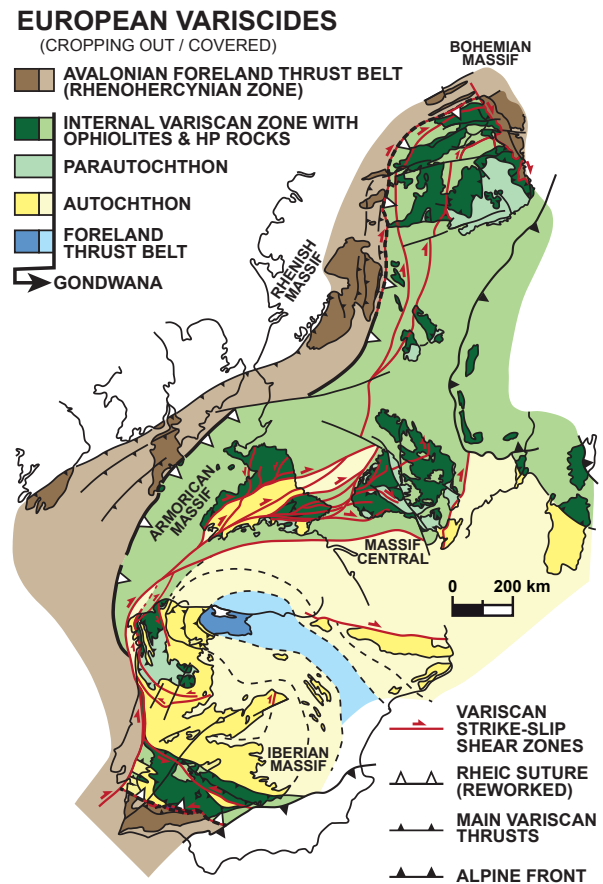 EUROPEAN VARISCIDES
(CROPPING OUT / COVERED)
AVALONIAN FORELAND THRUST BELT
(RHENOHERCYNIAN ZONE)
INTERNAL VARISCAN ZONE WITH
OPHIOLITES & HP ROCKS
PARAUTOCHTHON
AUTOCHTHON
FORELAND
THRUST BELT
GONDWANA
BOHEMIAN
MASSIF
RHENISH
MASSIF
ARMORICAN
MASSIF
MASSIF
CENTRAL
0 200 km
IBERIAN
MASSIF
VARISCAN
STRIKE-SLIP
SHEAR ZONES
RHEIC SUTURE
(REWORKED)
MAIN VARISCAN
THRUSTS
ALPINE FRONT